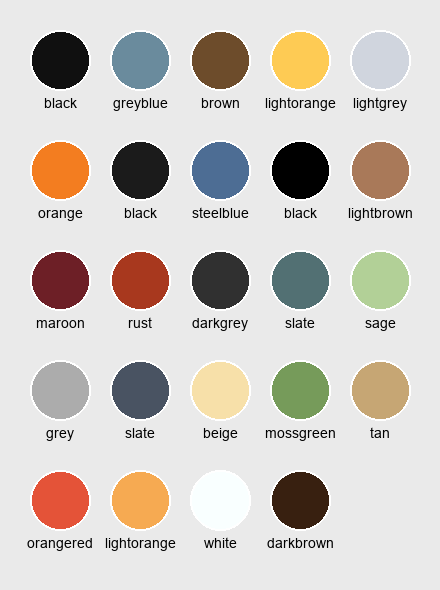 black greyblue brown lightorange lightgrey
orange black steelblue black lightbrown
maroon rust darkgrey slate sage
grey slate beige mossgreen tan
orangered lightorange white darkbrown